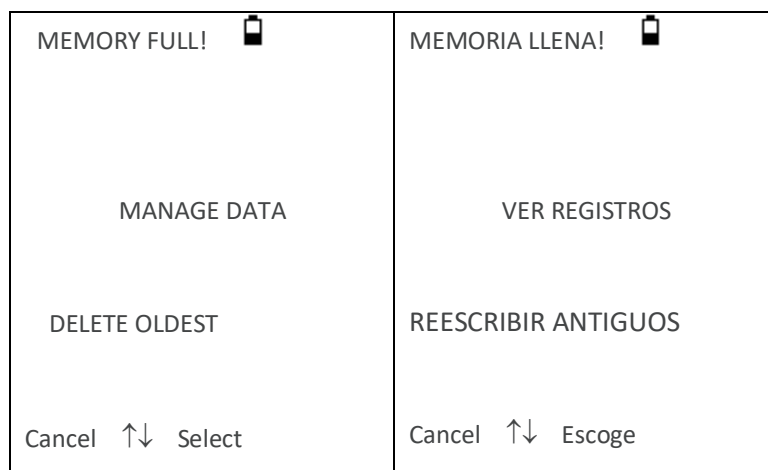 MEMORY FULL!
MANAGE DATA
DELETE OLDEST
Cancel ↑↓ Select
MEMORIA LLENA!
VER REGISTROS
REESCRIBIR ANTIGUOS
Cancel ↑↓ Escoge